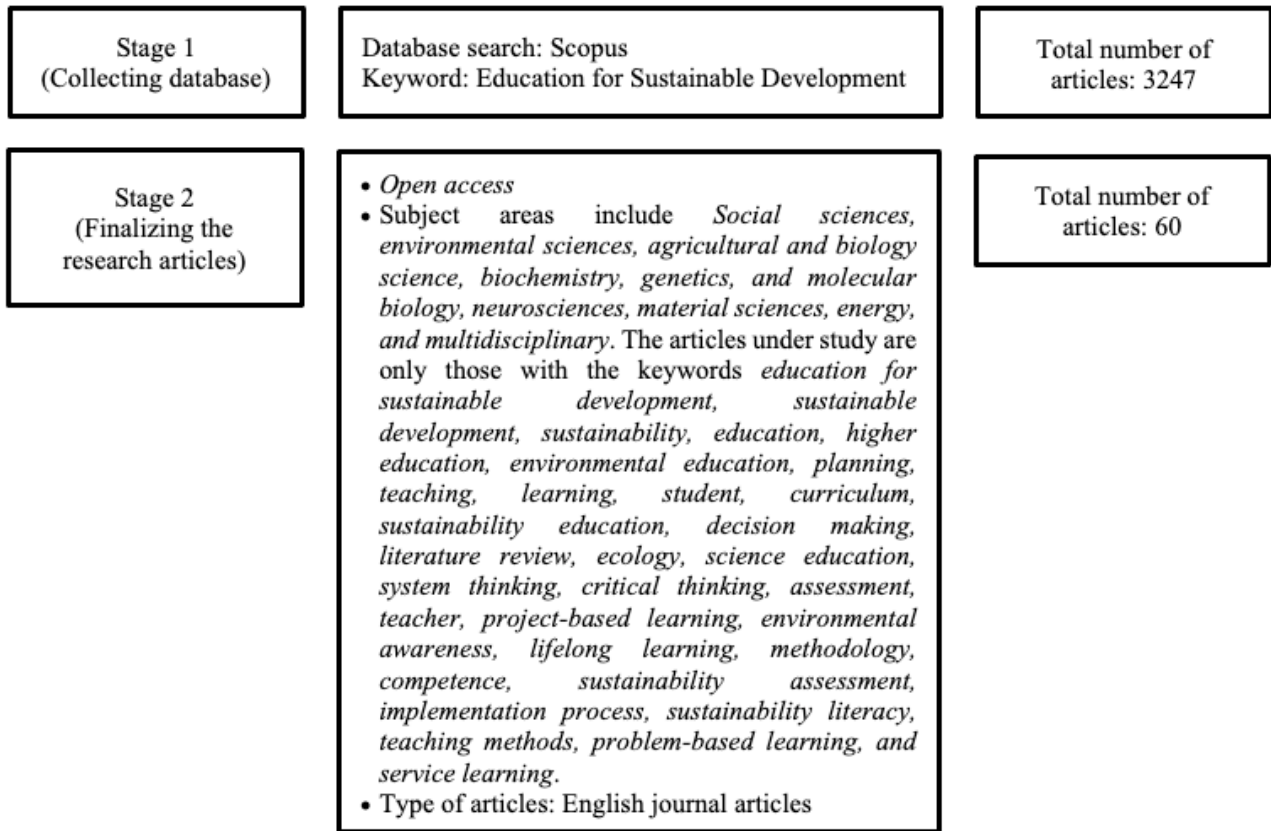 Stage 1
(Collecting database)
Database search: Scopus
Keyword: Education for Sustainable Development
Total number of
articles: 3247
Stage 2
(Finalizing the
research articles)
• Open access
• Subject areas include Social sciences,
environmental sciences, agricultural and biology
science, biochemistry, genetics, and molecular
biology, neurosciences, material sciences, energy,
and multidisciplinary. The articles under study are
only those with the keywords education for
sustainable development, sustainable
development, sustainability, education, higher
education, environmental education, planning,
teaching, learning, student, curriculum,
sustainability education, decision making,
literature review, ecology, science education,
system thinking, critical thinking, assessment,
teacher, project-based learning, environmental
awareness, lifelong learning, methodology,
competence, sustainability assessment,
implementation process, sustainability literacy,
teaching methods, problem-based learning, and
service learning.
• Type of articles: English journal articles
Total number of
articles: 60